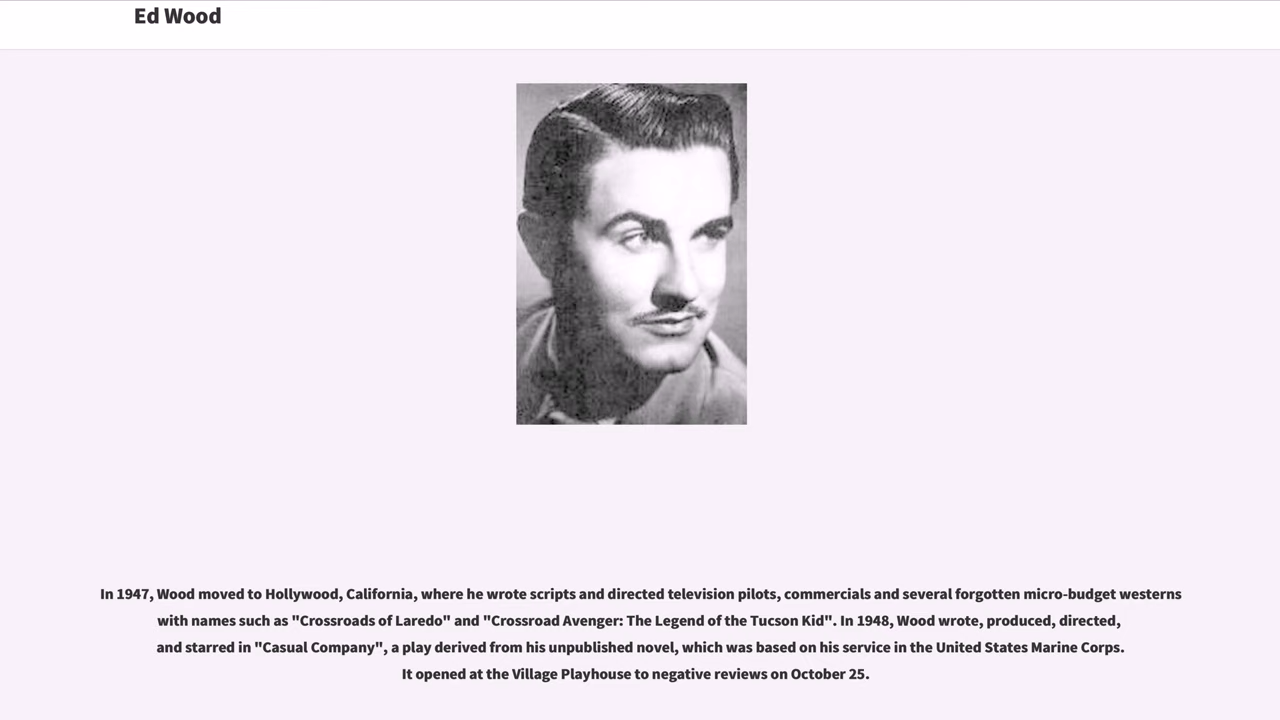 Ed Wood
In 1947, Wood moved to Hollywood, California, where he wrote scripts and directed television pilots, commercials and several forgotten micro-budget westerns
with names such as "Crossroads of Laredo" and "Crossroad Avenger: The Legend of the Tucson Kid". In 1948, Wood wrote, produced, directed,
and starred in "Casual Company", a play derived from his unpublished novel, which was based on his service in the United States Marine Corps.
It opened at the Village Playhouse to negative reviews on October 25.